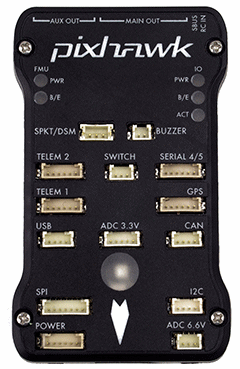 AUX OUT MAIN OUT SBUS RC IN
pixhawk
FMU IO
PWR PWR
B/E B/E
ACT
SPKT/DSM BUZZER
TELEM 2 SWITCH SERIAL 4/5
TELEM 1 GPS
USB ADC 3.3V CAN
SPI I2C
POWER ADC 6.6V